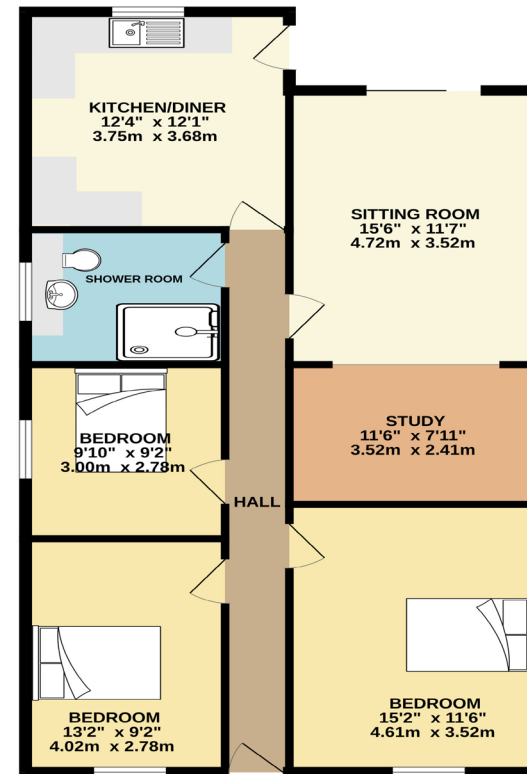 KITCHEN/DINER
12'4" x 12'1"
3.75m x 3.68m
SITTING ROOM
15'6" x 11'7"
4.72m x 3.52m
SHOWER ROOM
STUDY
11'6" x 7'11"
3.52m x 2.41m
BEDROOM
9'10" x 9'2"
3.00m x 2.78m
HALL
BEDROOM
15'2" x 11'6"
4.61m x 3.52m
BEDROOM
13'2" x 9'2"
4.02m x 2.78m